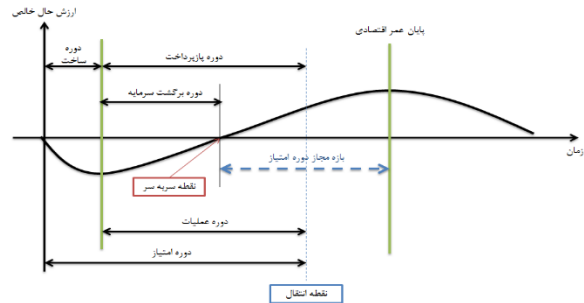 ارزش حال خالص
پایان عمر اقتصادی
دوره
ساخت
دوره بازپرداخت
دوره برگشت سرمایه
زمان
بازه مجاز دوره امتیاز
نقطه سربه سر
دوره عملیات
دوره امتیاز
نقطه انتقال